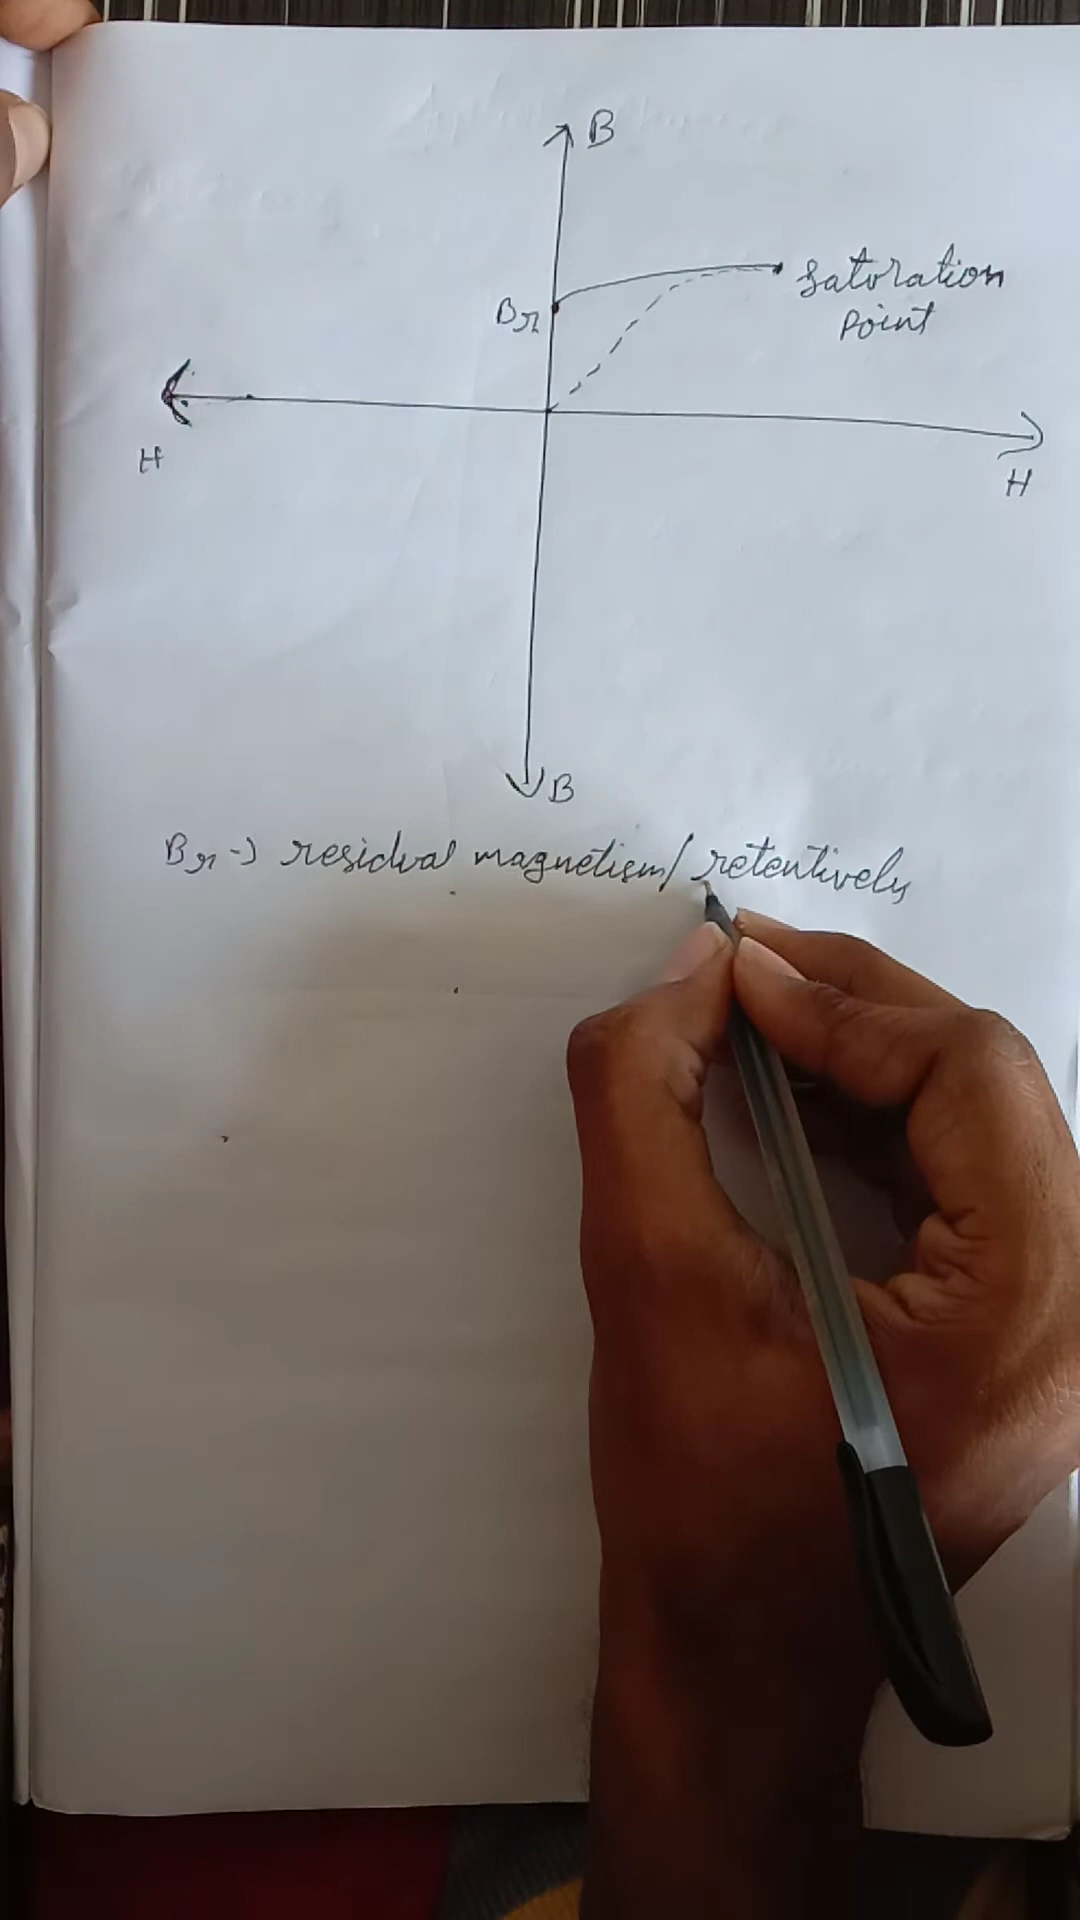 B
Saturation
Point
Br
H
H
B
Br → residual magnetism/ retentively